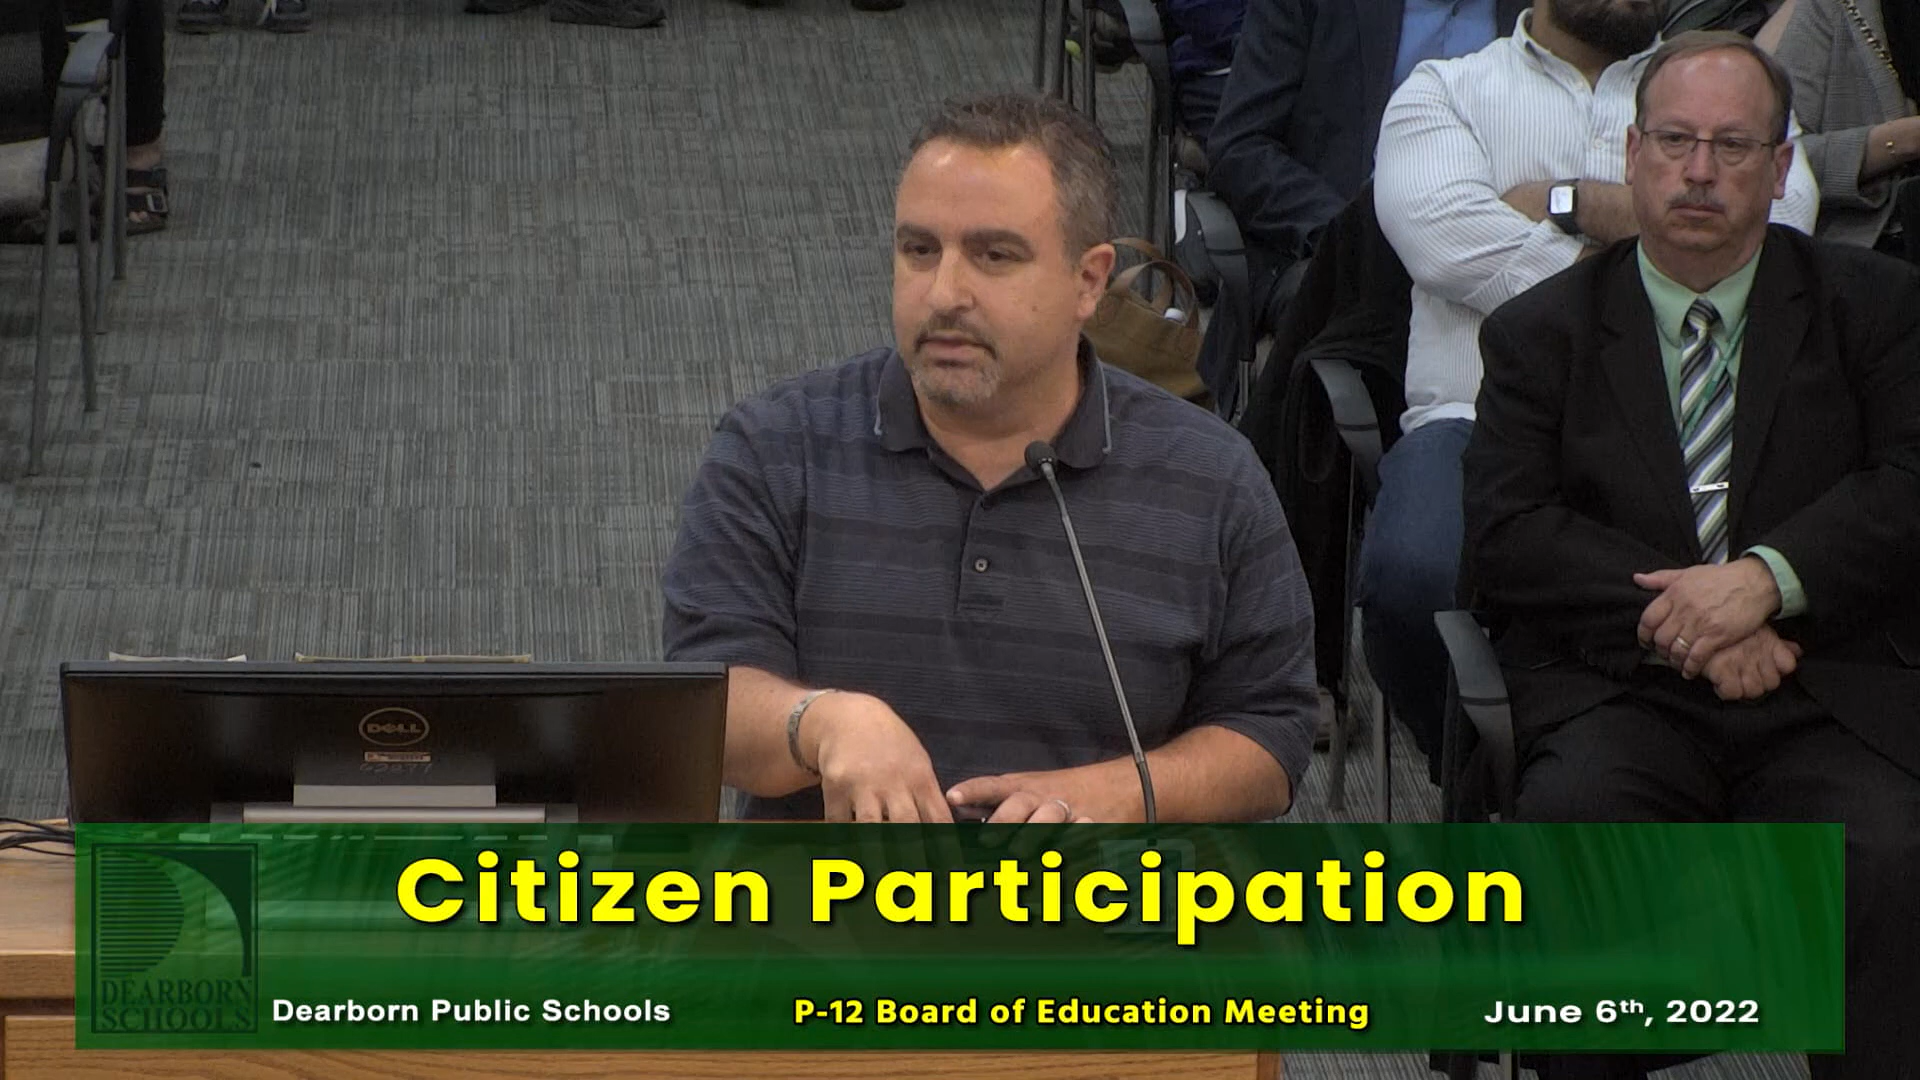 DELL
Citizen Participation
DEARBORN
SCHOOLS
Dearborn Public Schools
P-12 Board of Education Meeting
June 6th, 2022